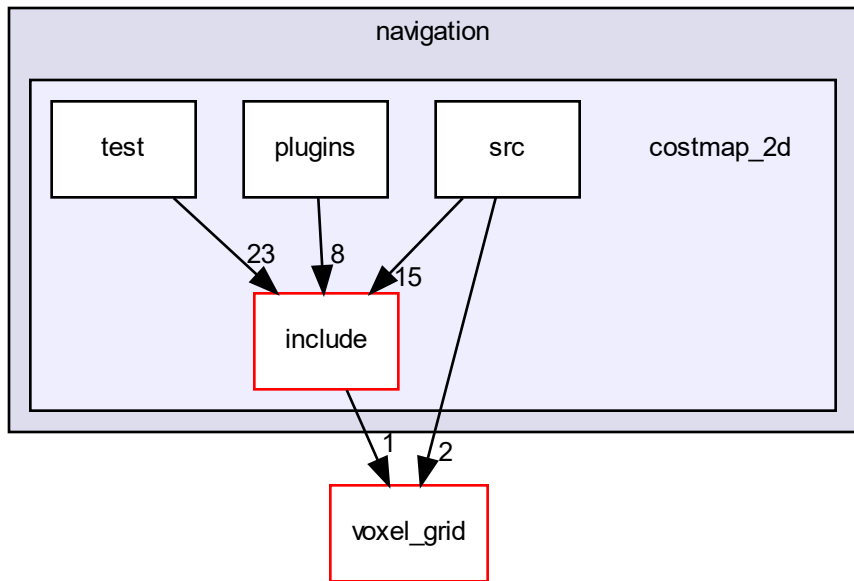 navigation
test
plugins
src
costmap_2d
23
8
15
include
1
2
voxel_grid